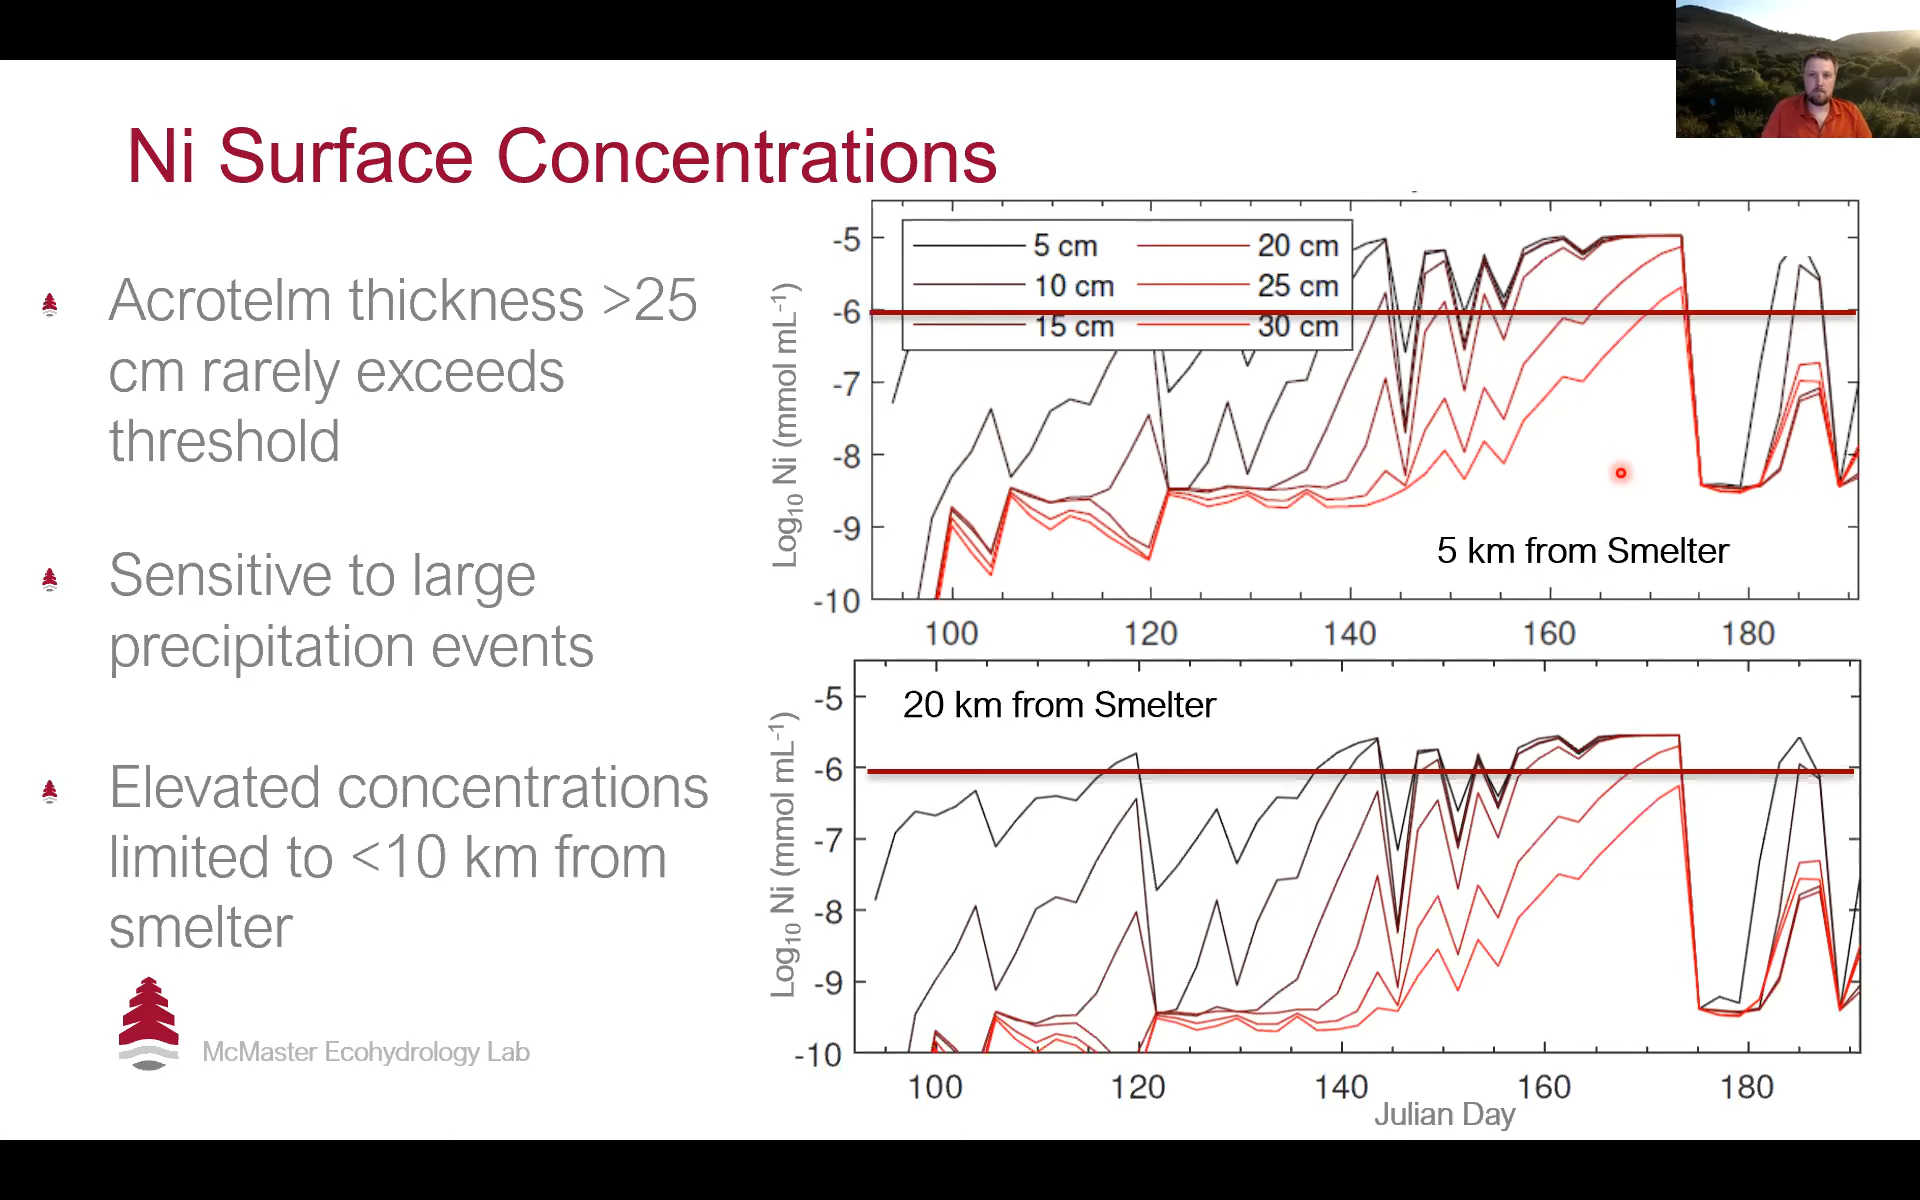 Ni Surface Concentrations
Acrotelm thickness >25
cm rarely exceeds
threshold
Sensitive to large
precipitation events
Elevated concentrations
limited to <10 km from
smelter
McMaster Ecohydrology Lab
Log10 Ni (mmol mL-1)
-5
-6
-7
-8
-9
-10
5 cm
20 cm
10 cm
25 cm
15 cm
30 cm
5 km from Smelter
100
120
140
160
180
Log10 Ni (mmol mL-1)
-5
-6
-7
-8
-9
-10
20 km from Smelter
100
120
140
160
180
Julian Day